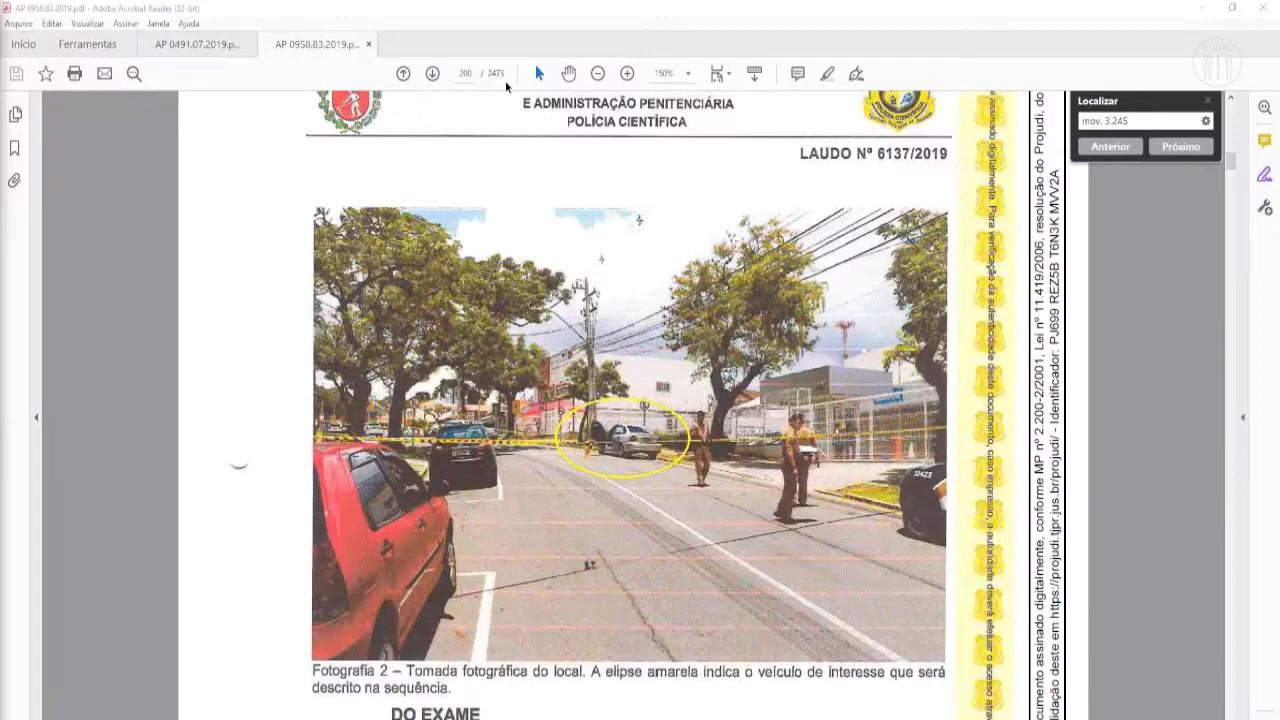 AP 0958.83.2019.pdf - Adobe Acrobat Reader (32-bit)
Arquivo Editar Visualizar Assinar Janela Ajuda
Início Ferramentas AP 0491.07.2019.p... AP 0958.83.2019.p... ×
200 / 2473 150%
WEB
Localizar
mov. 3.245
Anterior Próximo
E ADMINISTRAÇÃO PENITENCIÁRIA
POLÍCIA CIENTÍFICA
LAUDO Nº 6137/2019
12423
Fotografia 2 – Tomada fotográfica do local. A elipse amarela indica o veículo de interesse que será
descrito na sequência.
DO EXAME
assinado digitalmente. Para verificação da autenticidade deste documento, caso impresso, a autoridade deverá efetuar o acesso
cumento assinado digitalmente, conforme MP nº 2.200-2/2001, Lei nº 11.419/2006, resolução do Projudi, do
lidação deste em https://projudi.tjpr.jus.br/projudi/ - Identificador: PJ699 REZ5B T6N3K MVV2A